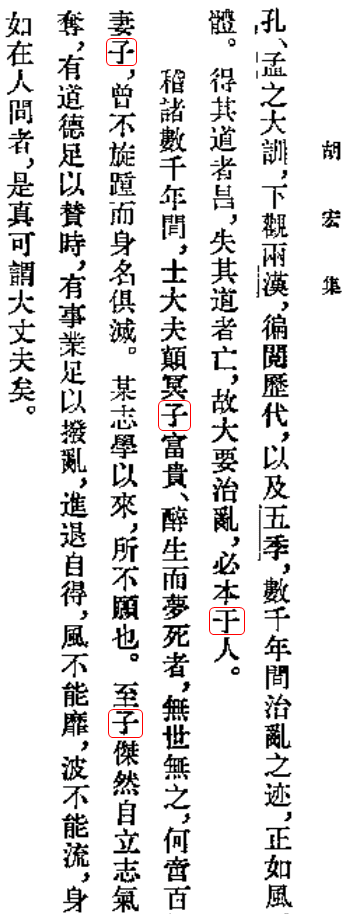 胡宏集
孔、孟之大訓，下觀兩漢，徧閱歷代，以及五季，數千年間治亂之迹，正如風
體。得其道者昌，失其道者亡，故大要治亂，必本于人。
稽諸數千年間，士大夫顛冥子富貴、醉生而夢死者，無世無之，何啻百
妻子，曾不旋踵而身名俱滅。某志學以來，所不願也。至子傑然自立志氣
奪，有道德足以贊時，有事業足以撥亂，進退自得，風不能靡，波不能流，身
如在人間者，是真可謂大丈夫矣。